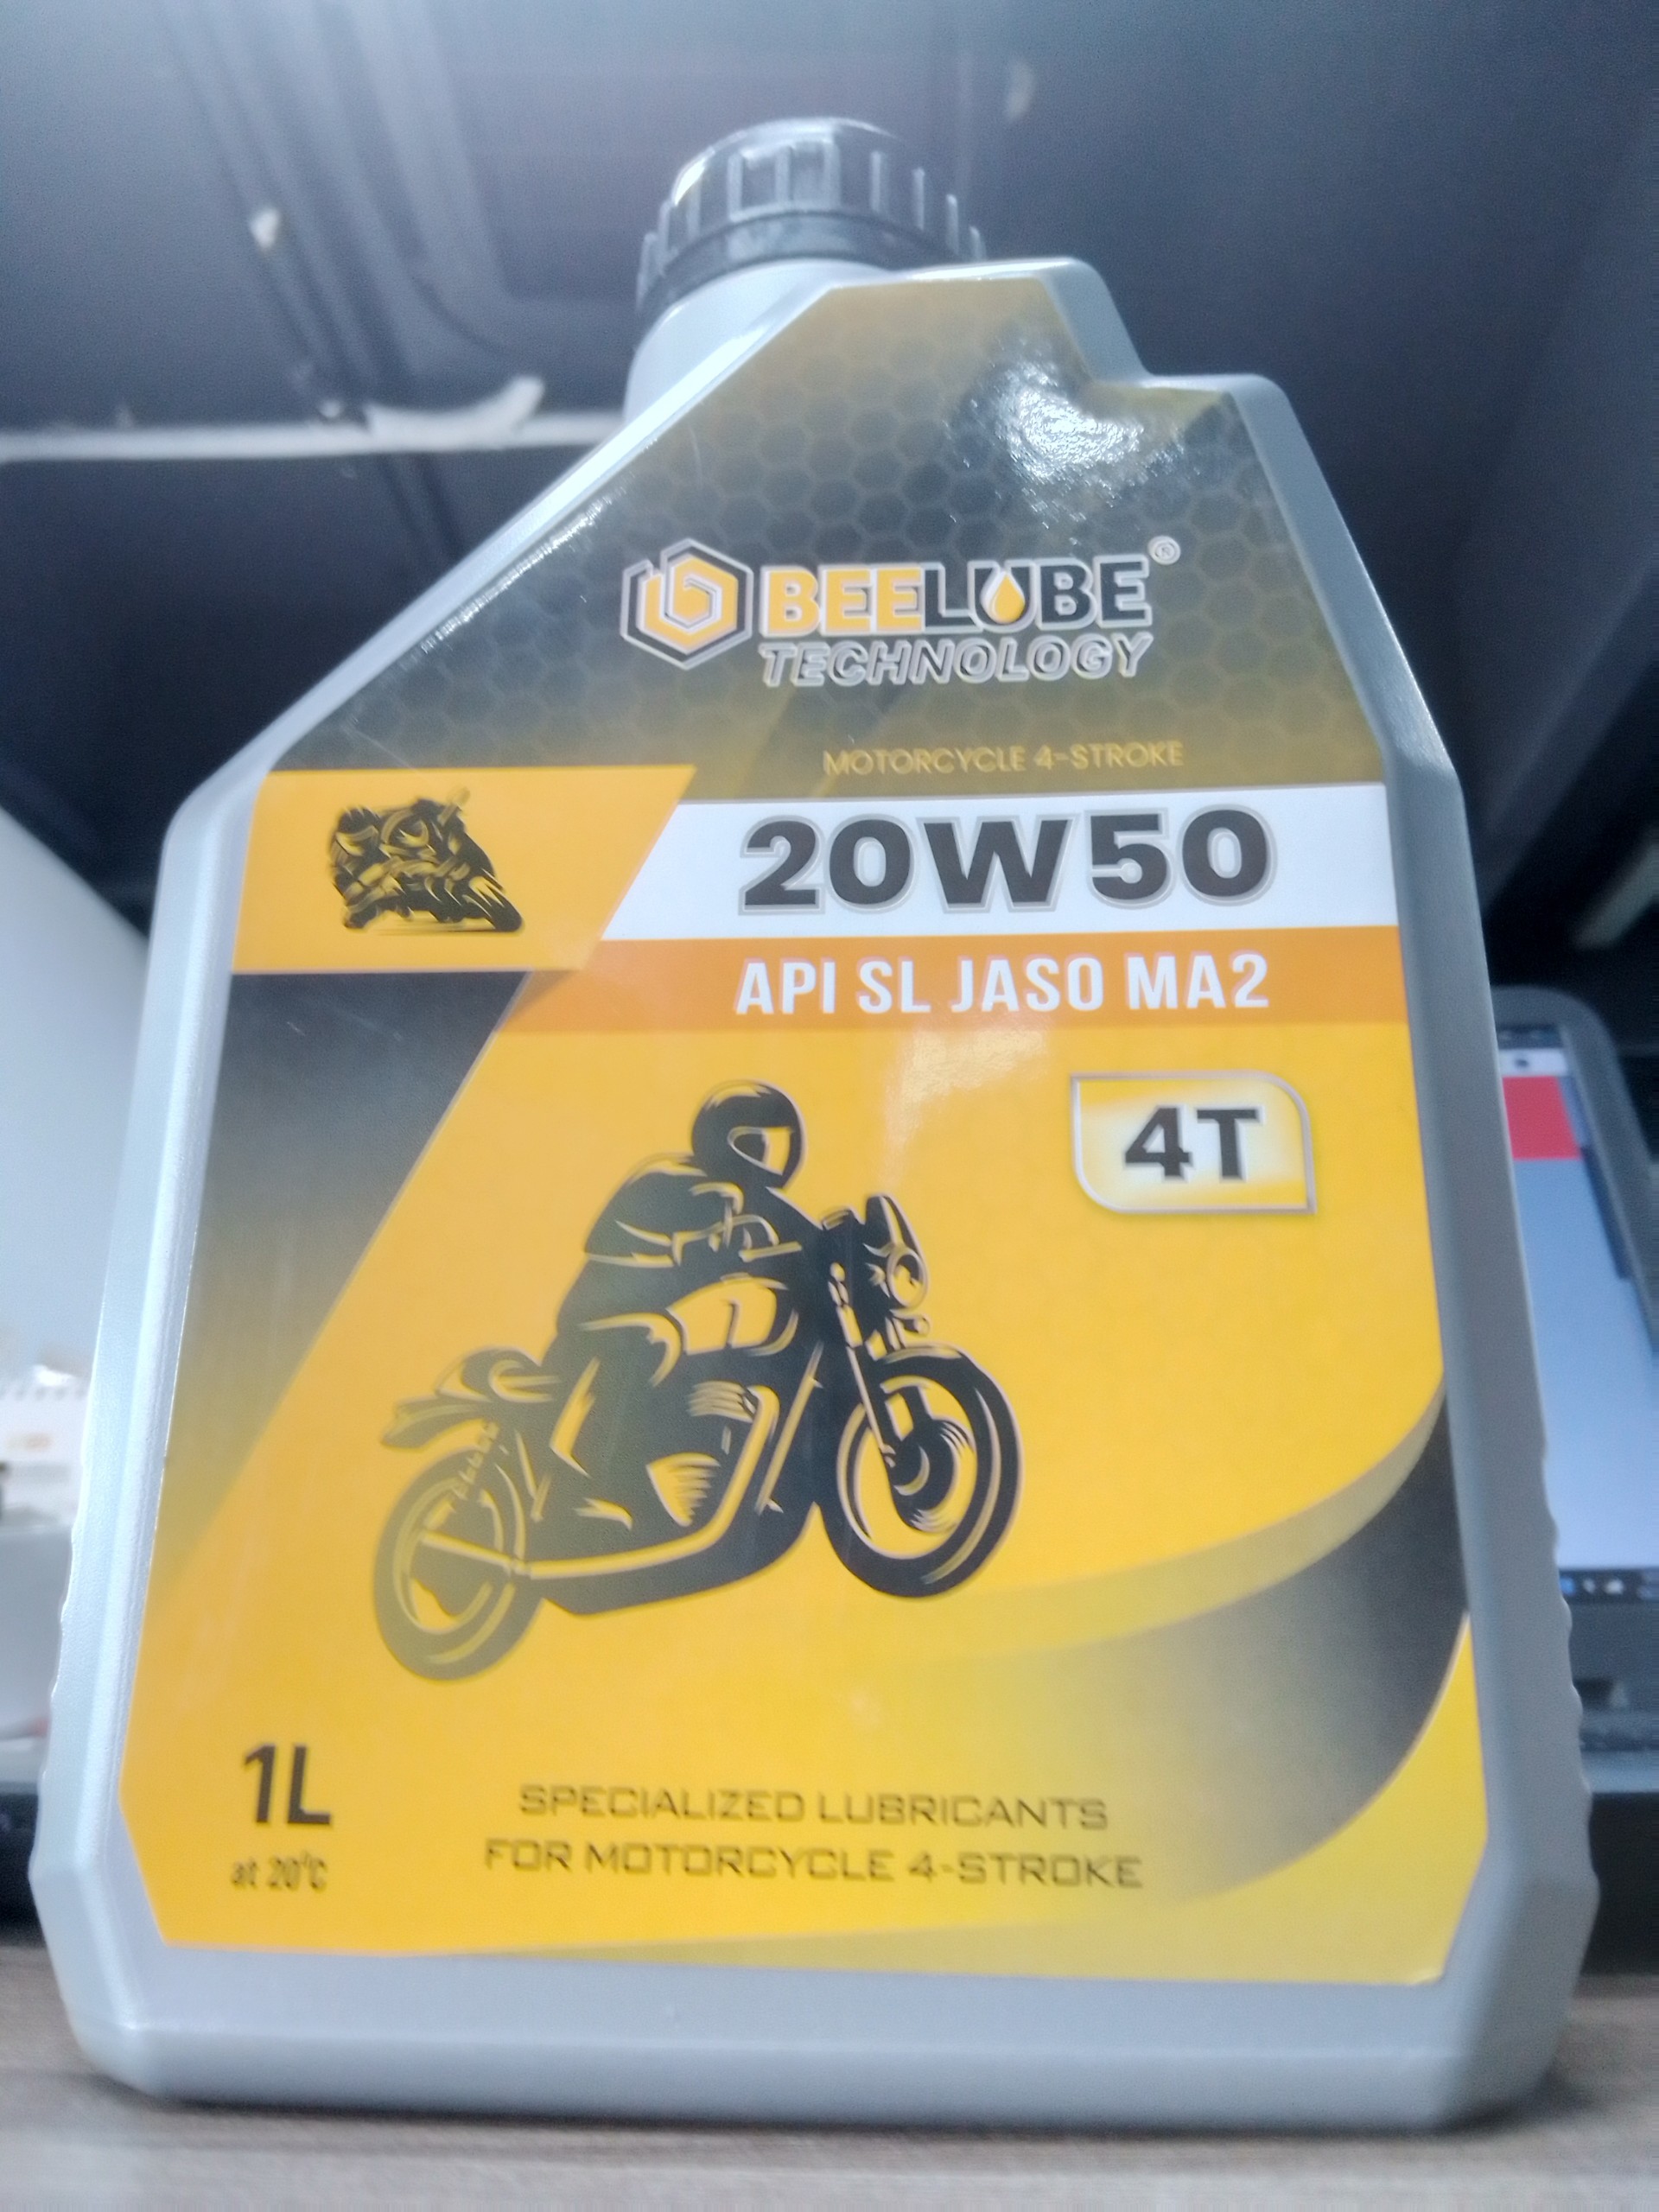 BEELUBE®
TECHNOLOGY
MOTORCYCLE 4-STROKE
20W50
API SL JASO MA2
4T
1L
at 20°C
SPECIALIZED LUBRICANTS
FOR MOTORCYCLE 4-STROKE